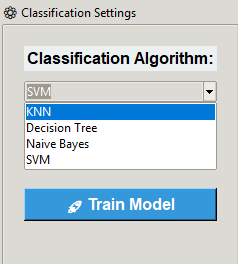 Classification Settings
Classification Algorithm:
SVM
KNN
Decision Tree
Naive Bayes
SVM
Train Model